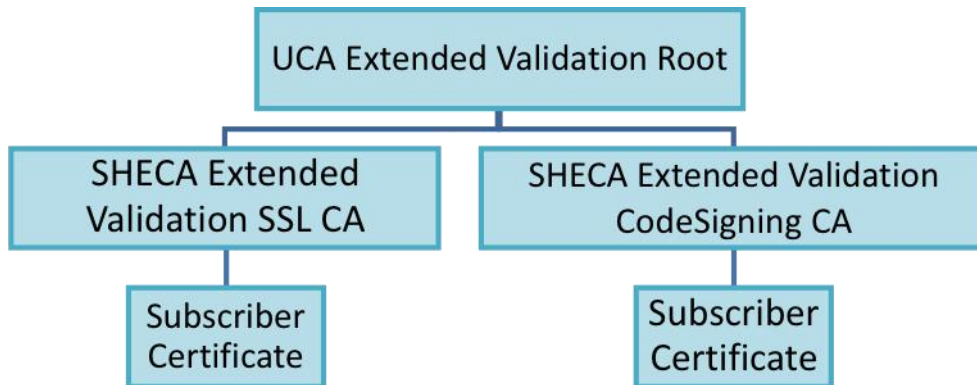 UCA Extended Validation Root
SHECA Extended
Validation SSL CA
SHECA Extended Validation
CodeSigning CA
Subscriber
Certificate
Subscriber
Certificate